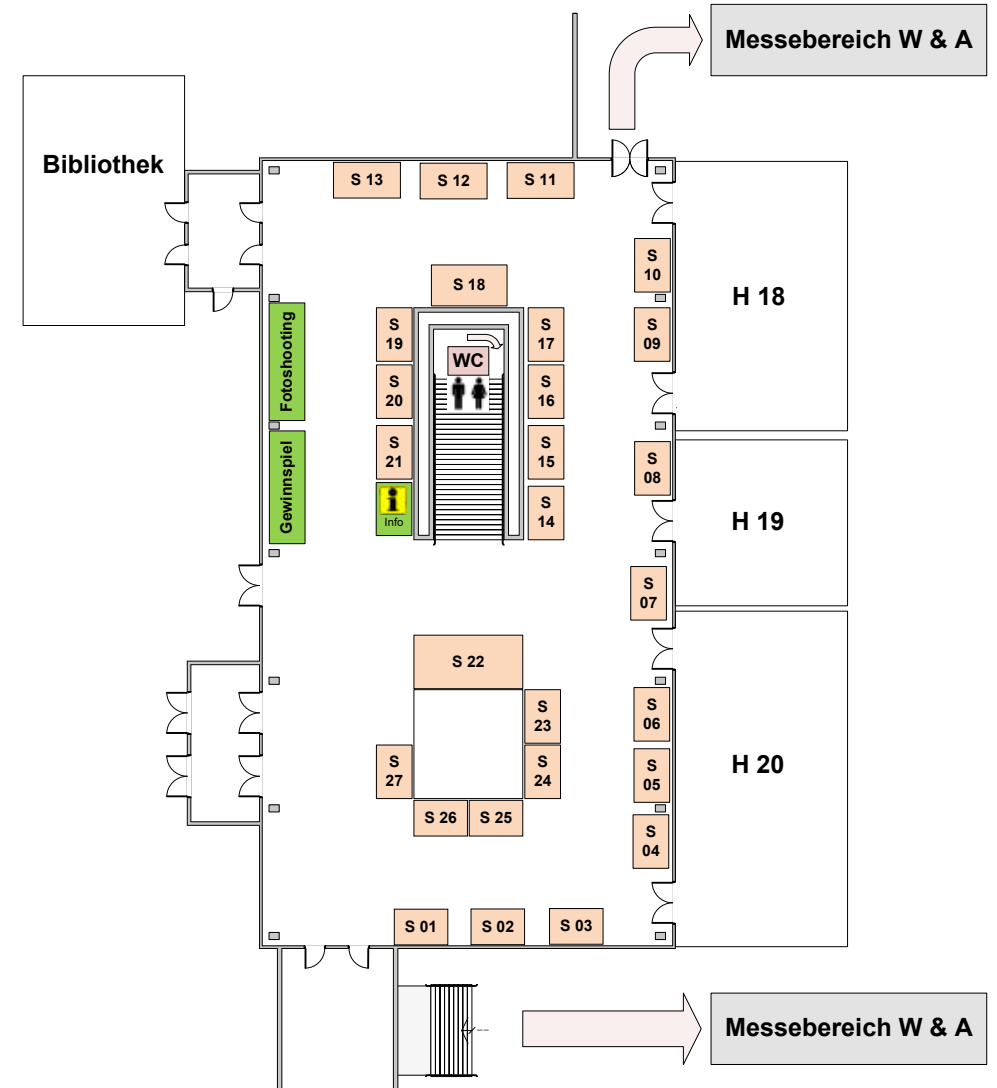 Messebereich W & A
Bibliothek
S 13
S 12
S 11
S
10
H 18
S 18
S
19
S
17
S
09
Fotoshooting
WC
S
20
S
16
S
21
S
15
S
08
Gewinnspiel
Info
S
14
H 19
S
07
S 22
S
23
S
06
S
27
S
24
S
05
H 20
S 26
S 25
S
04
S 01
S 02
S 03
Messebereich W & A